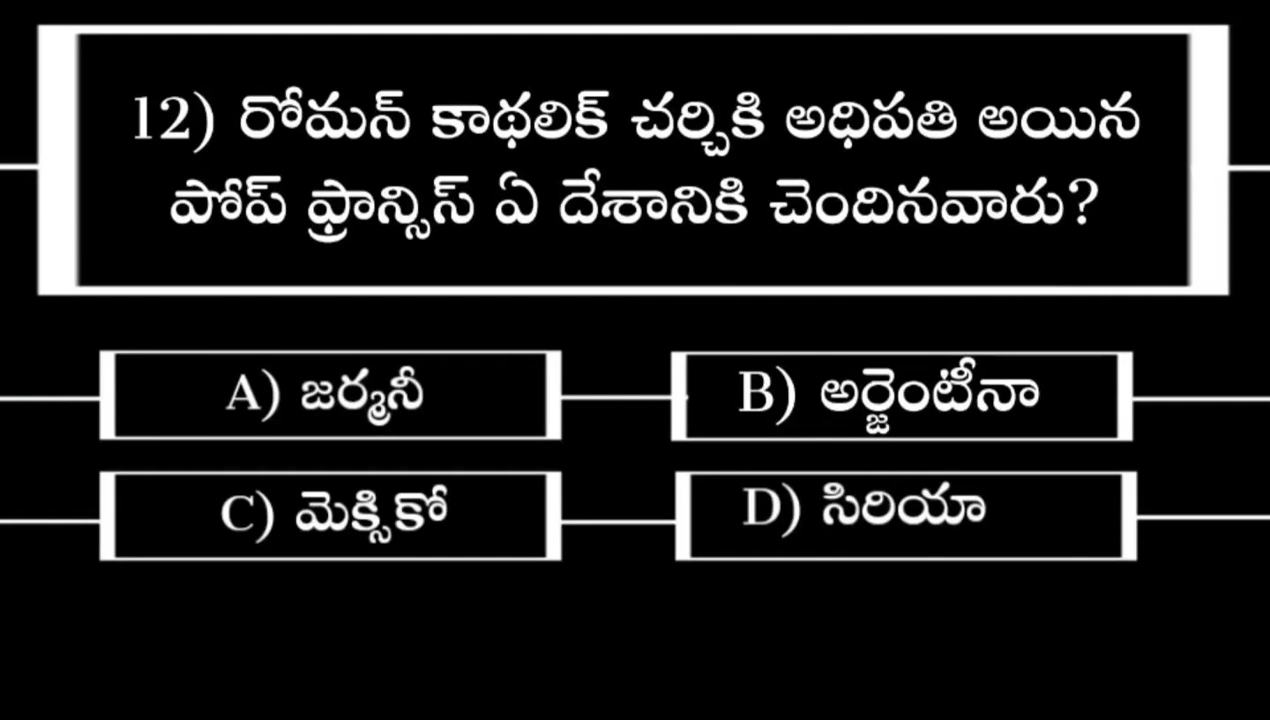 12) రోమన్ కాథలిక్ చర్చికి అధిపతి అయిన
పోప్ ఫ్రాన్సిస్ ఏ దేశానికి చెందినవారు?
A) జర్మనీ
B) అర్జెంటీనా
C) మెక్సికో
D) సిరియా